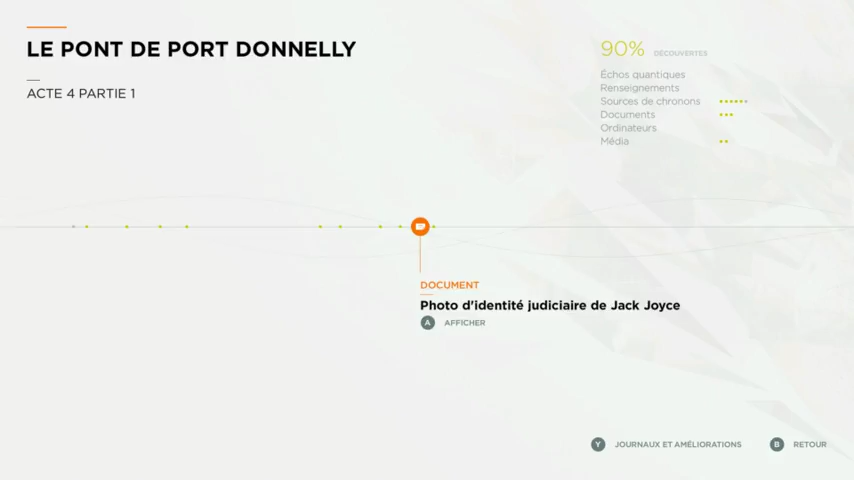 LE PONT DE PORT DONNELLY
ACTE 4 PARTIE 1
90% DÉCOUVERTES
Échos quantiques
Renseignements
Sources de chronons
Documents
Ordinateurs
Média
DOCUMENT
Photo d'identité judiciaire de Jack Joyce
A AFFICHER
Y JOURNAUX ET AMÉLIORATIONS B RETOUR